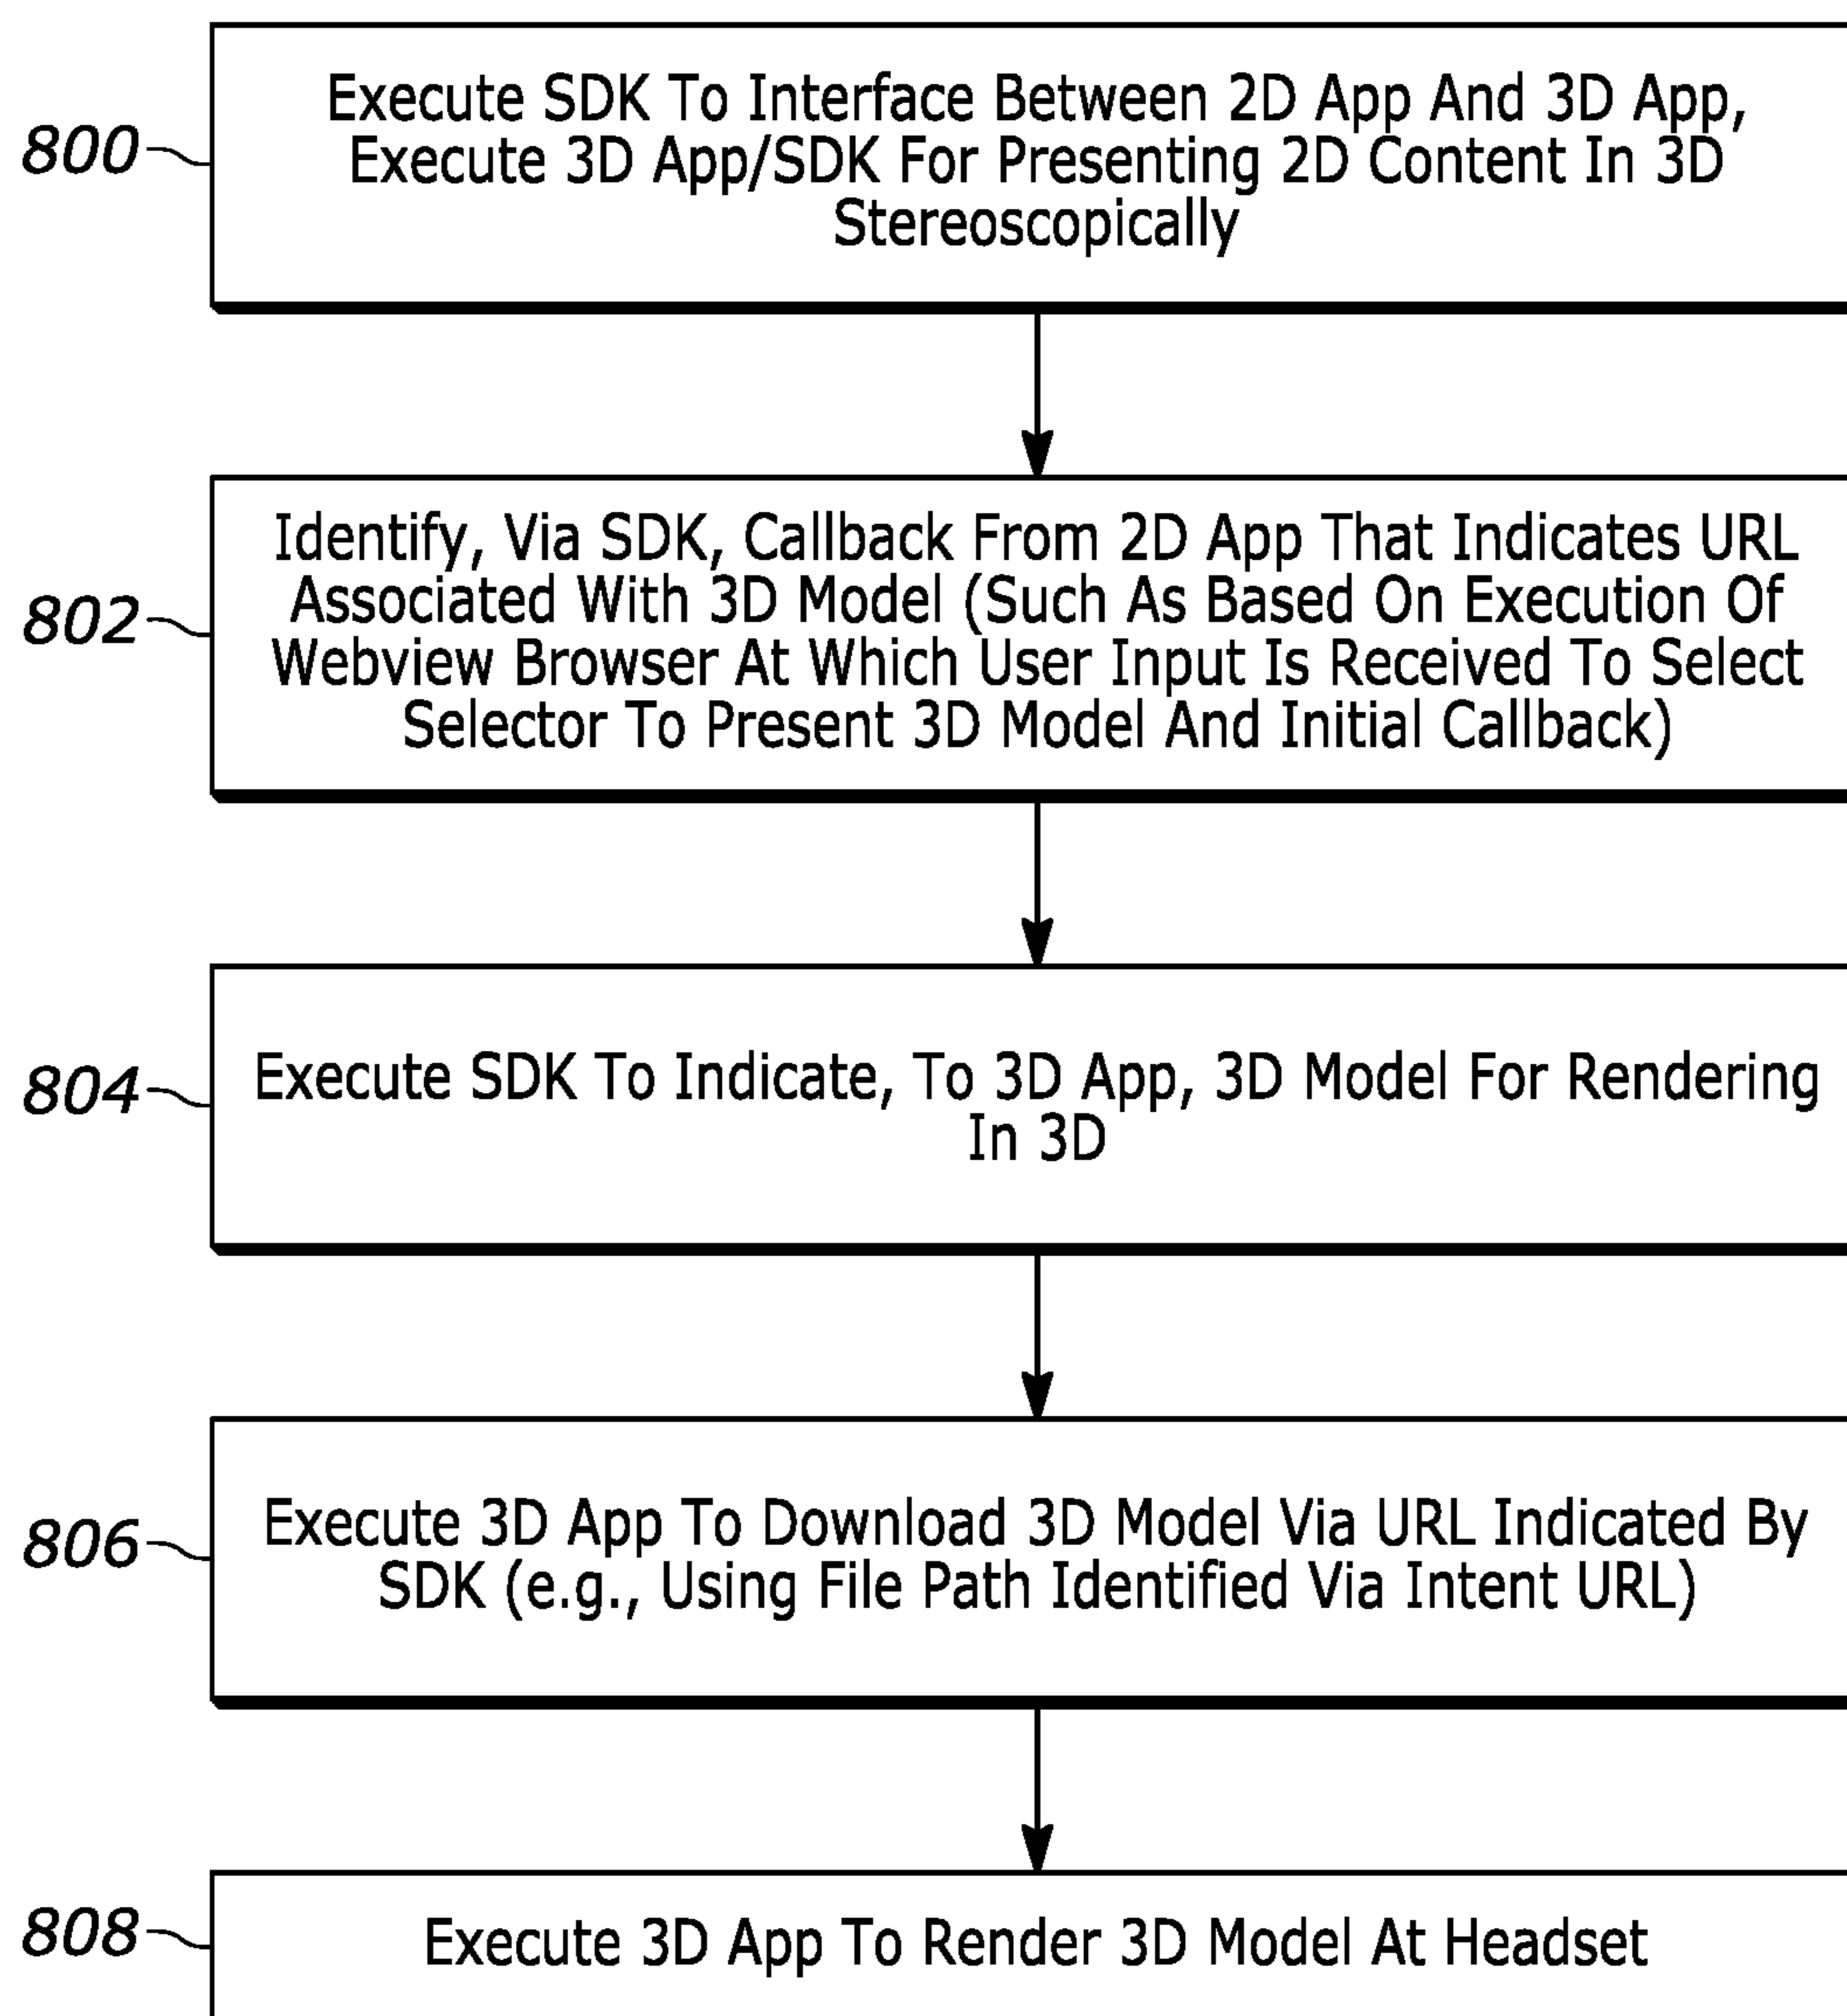 800
Execute SDK To Interface Between 2D App And 3D App,
Execute 3D App/SDK For Presenting 2D Content In 3D
Stereoscopically
802
Identify, Via SDK, Callback From 2D App That Indicates URL
Associated With 3D Model (Such As Based On Execution Of
Webview Browser At Which User Input Is Received To Select
Selector To Present 3D Model And Initial Callback)
804
Execute SDK To Indicate, To 3D App, 3D Model For Rendering
In 3D
806
Execute 3D App To Download 3D Model Via URL Indicated By
SDK (e.g., Using File Path Identified Via Intent URL)
808
Execute 3D App To Render 3D Model At Headset